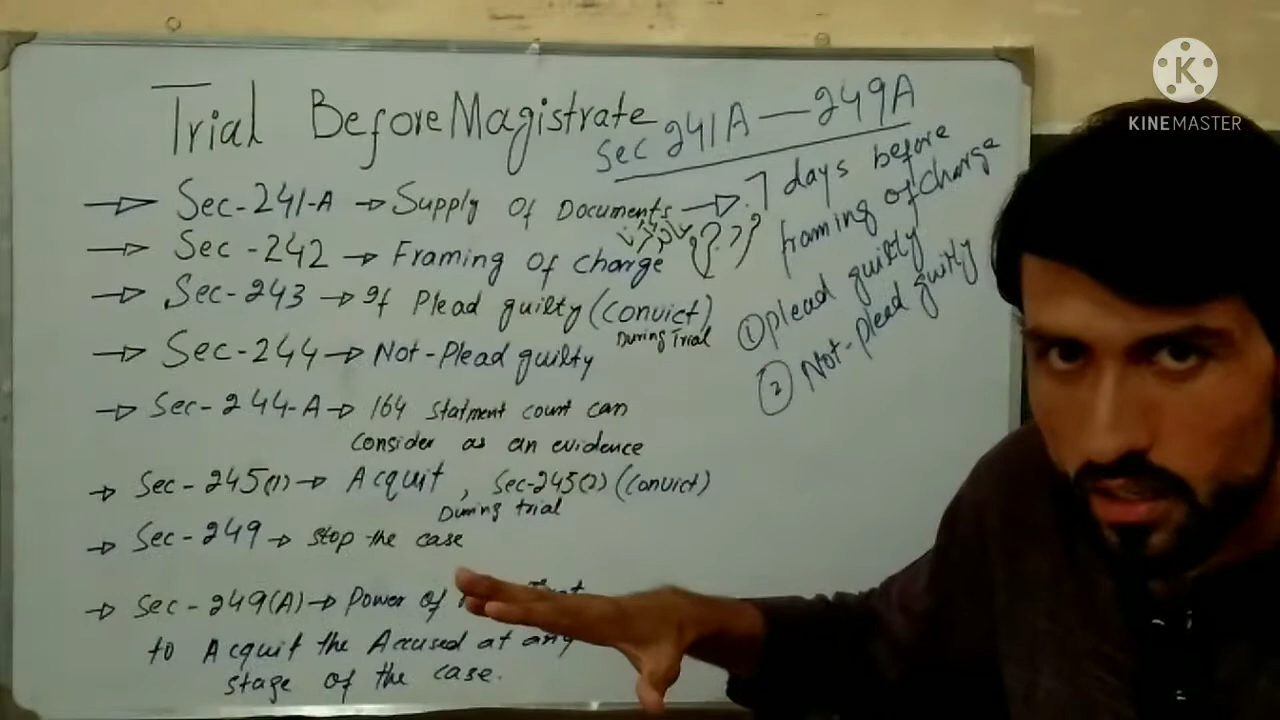 Trial Before Magistrate
Sec 241A — 249A
→ Sec-241-A → Supply of Documents → 7 days before
framing of charge
→ Sec-242 → Framing of charge
→ Sec-243 → If Plead guilty (Convict)
During Trial
① plead guilty
② Not-Plead guilty
→ Sec-244 → Not-Plead guilty
→ Sec-244-A → 164 statment count can
Consider as an evidence
→ Sec-245(1) → Acquit, Sec-245(2) (Convict)
During trial
→ Sec-249 → Stop the case
→ Sec-249(A) → Power of
to Acquit the Accused at any
stage of the case.
K
KINEMASTER